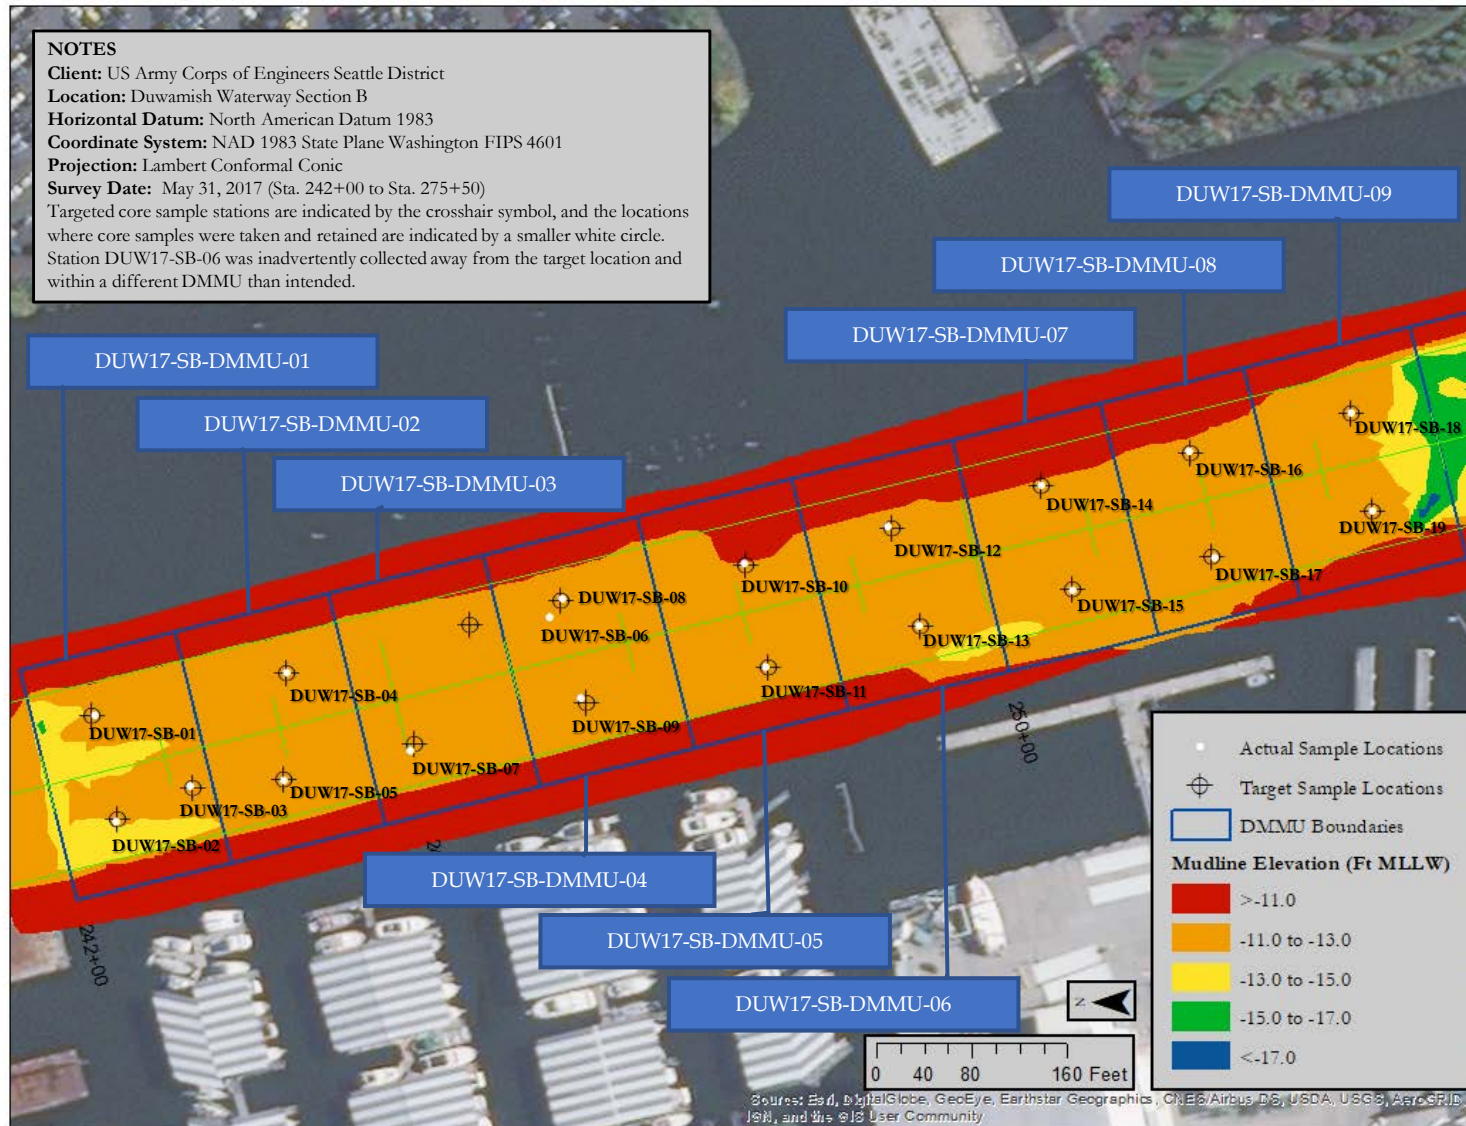 NOTES
Client: US Army Corps of Engineers Seattle District
Location: Duwamish Waterway Section B
Horizontal Datum: North American Datum 1983
Coordinate System: NAD 1983 State Plane Washington FIPS 4601
Projection: Lambert Conformal Conic
Survey Date: May 31, 2017 (Sta. 242+00 to Sta. 275+50)
Targeted core sample stations are indicated by the crosshair symbol, and the locations
where core samples were taken and retained are indicated by a smaller white circle.
Station DUW17-SB-06 was inadvertently collected away from the target location and
within a different DMMU than intended.
DUW17-SB-DMMU-09
DUW17-SB-DMMU-08
DUW17-SB-DMMU-07
DUW17-SB-DMMU-01
DUW17-SB-DMMU-02
DUW17-SB-DMMU-03
DUW17-SB-18
DUW17-SB-16
DUW17-SB-14
DUW17-SB-19
DUW17-SB-12
DUW17-SB-17
DUW17-SB-10
DUW17-SB-08
DUW17-SB-15
DUW17-SB-06
DUW17-SB-13
DUW17-SB-04
DUW17-SB-11
DUW17-SB-09
DUW17-SB-01
DUW17-SB-07
DUW17-SB-05
DUW17-SB-03
DUW17-SB-02
250+00
242+00
DUW17-SB-DMMU-04
DUW17-SB-DMMU-05
DUW17-SB-DMMU-06
Actual Sample Locations
Target Sample Locations
DMMU Boundaries
Mudline Elevation (Ft MLLW)
>-11.0
-11.0 to -13.0
-13.0 to -15.0
-15.0 to -17.0
<-17.0
N
0 40 80 160 Feet
Source: Esri, DigitalGlobe, GeoEye, Earthstar Geographics, CNES/Airbus DS, USDA, USGS, AeroGRID,
IGN, and the GIS User Community